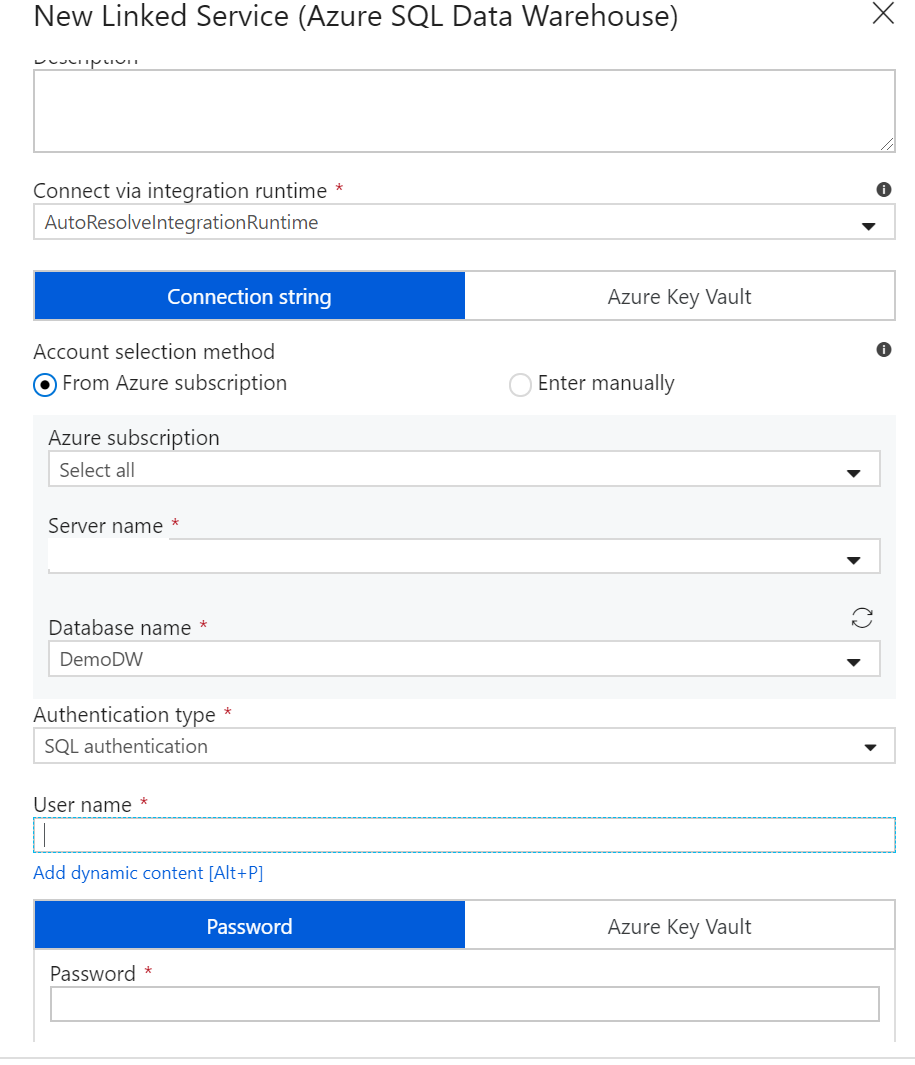 New Linked Service (Azure SQL Data Warehouse)
Description
Connect via integration runtime *
AutoResolveIntegrationRuntime
Connection string
Azure Key Vault
Account selection method
From Azure subscription
Enter manually
Azure subscription
Select all
Server name *
Database name *
DemoDW
Authentication type *
SQL authentication
User name *
Add dynamic content [Alt+P]
Password
Azure Key Vault
Password *